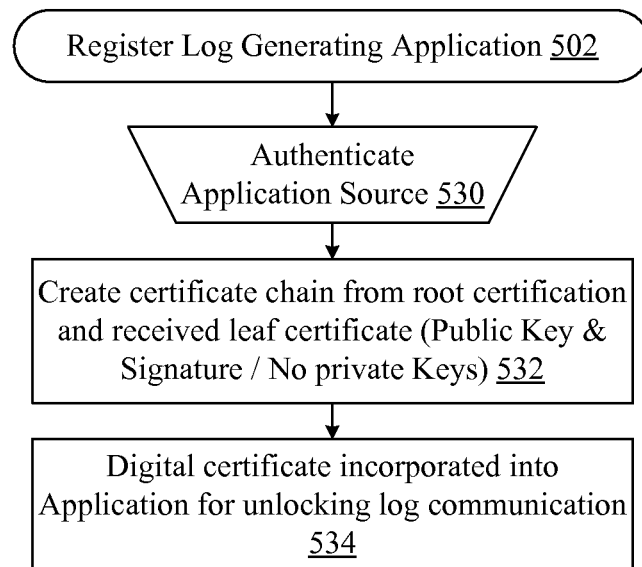 Register Log Generating Application 502
Authenticate
Application Source 530
Create certificate chain from root certification
and received leaf certificate (Public Key &
Signature / No private Keys) 532
Digital certificate incorporated into
Application for unlocking log communication
534